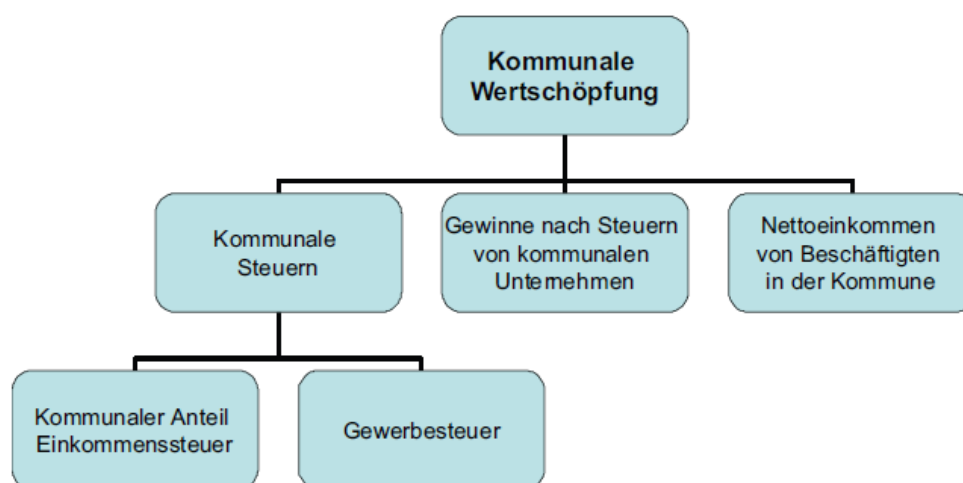 Kommunale
Wertschöpfung
Kommunale
Steuern
Gewinne nach Steuern
von kommunalen
Unternehmen
Nettoeinkommen
von Beschäftigten
in der Kommune
Kommunaler Anteil
Einkommenssteuer
Gewerbesteuer